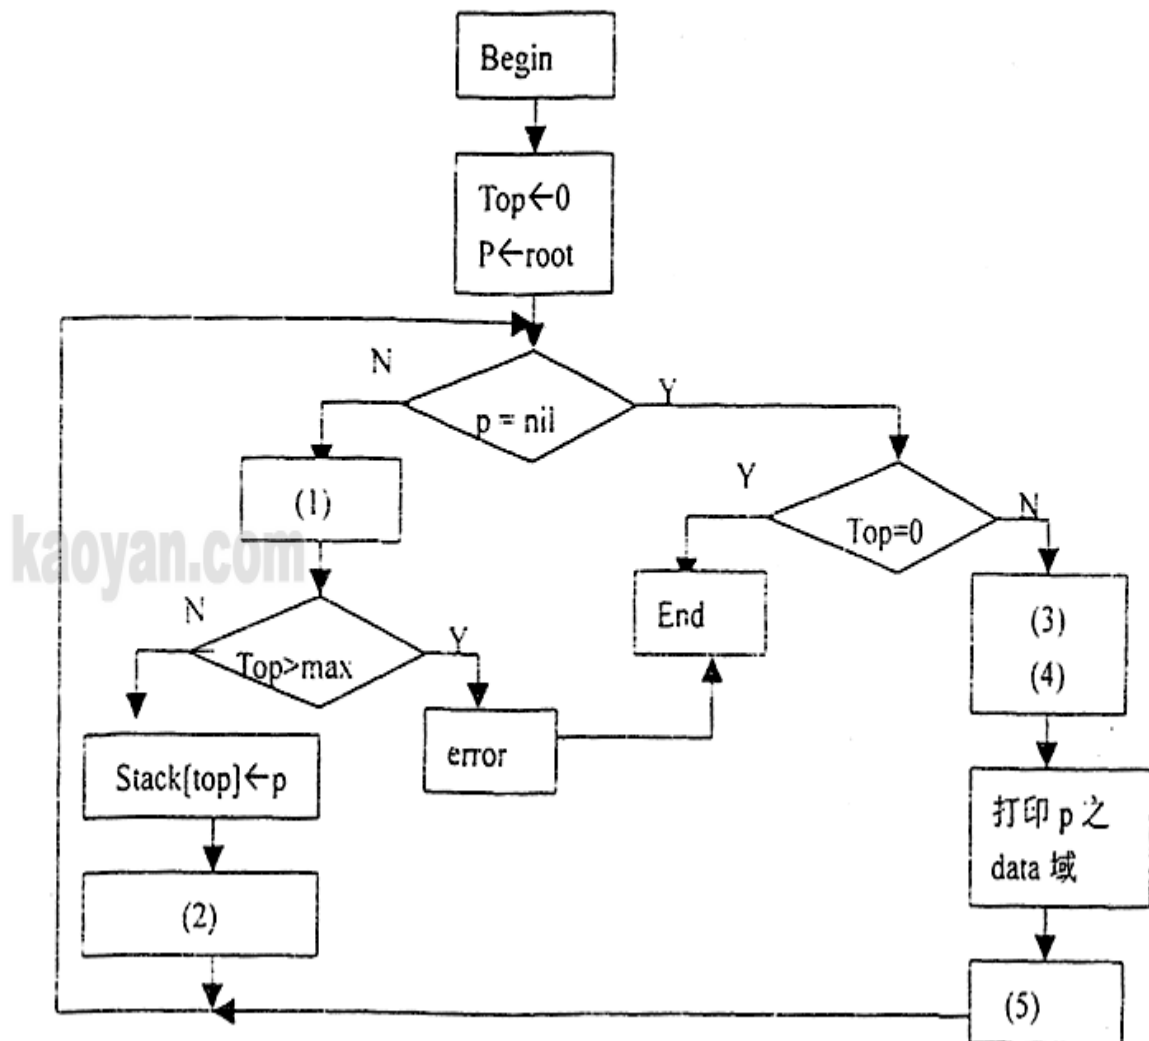 Begin
Top←0
P←root
N
Y
p = nil
(1)
Y
N
Top=0
kaoyan.com
N
Y
Top>max
End
(3)
(4)
Stack[top]←p
error
打印 p 之
data 域
(2)
(5)